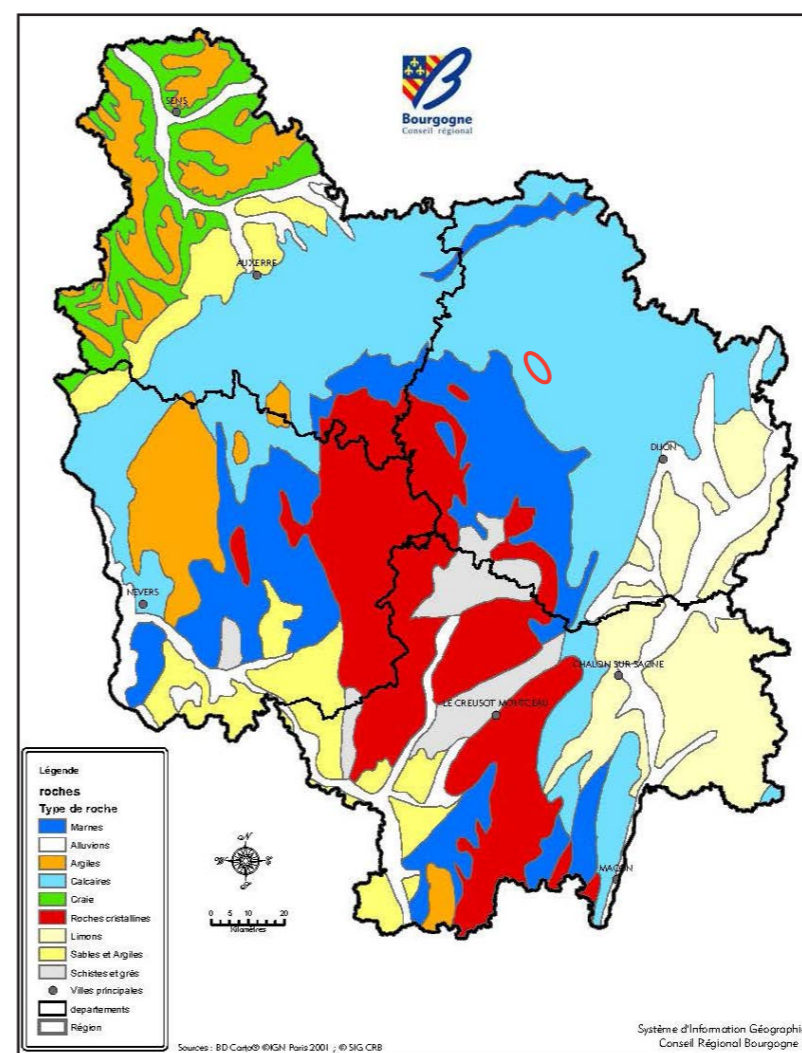 Bourgogne
Conseil régional
SENS
AUXERRE
DIJON
NEVERS
CHALON SUR SAONE
LE CREUSOT MONTCEAU
MACON
Légende
roches
Type de roche
Marnes
Alluvions
Argiles
Calcaires
Craie
Roches cristallines
Limons
Sables et Argiles
Schistes et grès
Villes principales
departements
Région
N
S
0 5 10 20
Kilomètres
Sources : BD Carto® ©IGN Paris 2001 ; © SIG CRB
Système d'Information Géographi
Conseil Régional Bourgogne